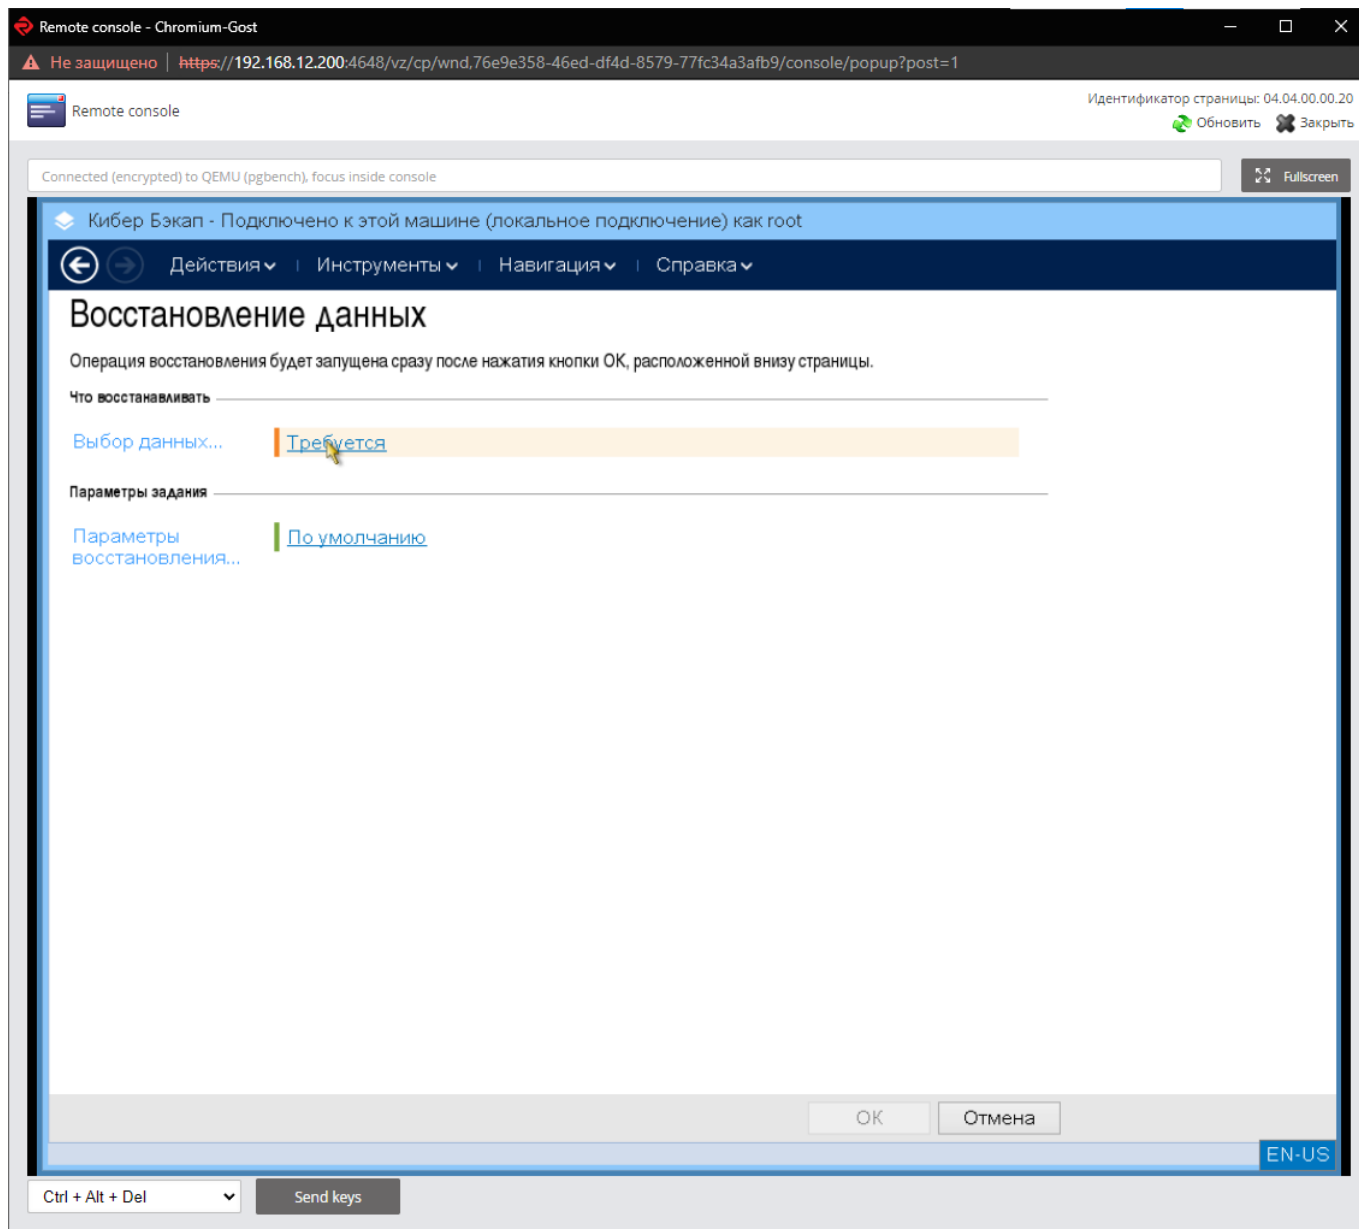 Remote console - Chromium-Gost
Не защищено | https://192.168.12.200:4648/vz/cp/wnd,76e9e358-46ed-df4d-8579-77fc34a3afb9/console/popup?post=1
Remote console
Идентификатор страницы: 04.04.00.00.20
Обновить Закрыть
Connected (encrypted) to QEMU (pgbench), focus inside console
Fullscreen
Кибер Бэкап - Подключено к этой машине (локальное подключение) как root
Действия Инструменты Навигация Справка
Восстановление данных
Операция восстановления будет запущена сразу после нажатия кнопки ОК, расположенной внизу страницы.
Что восстанавливать
Выбор данных... Требуется
Параметры задания
Параметры восстановления... По умолчанию
ОК Отмена
EN-US
Ctrl + Alt + Del Send keys